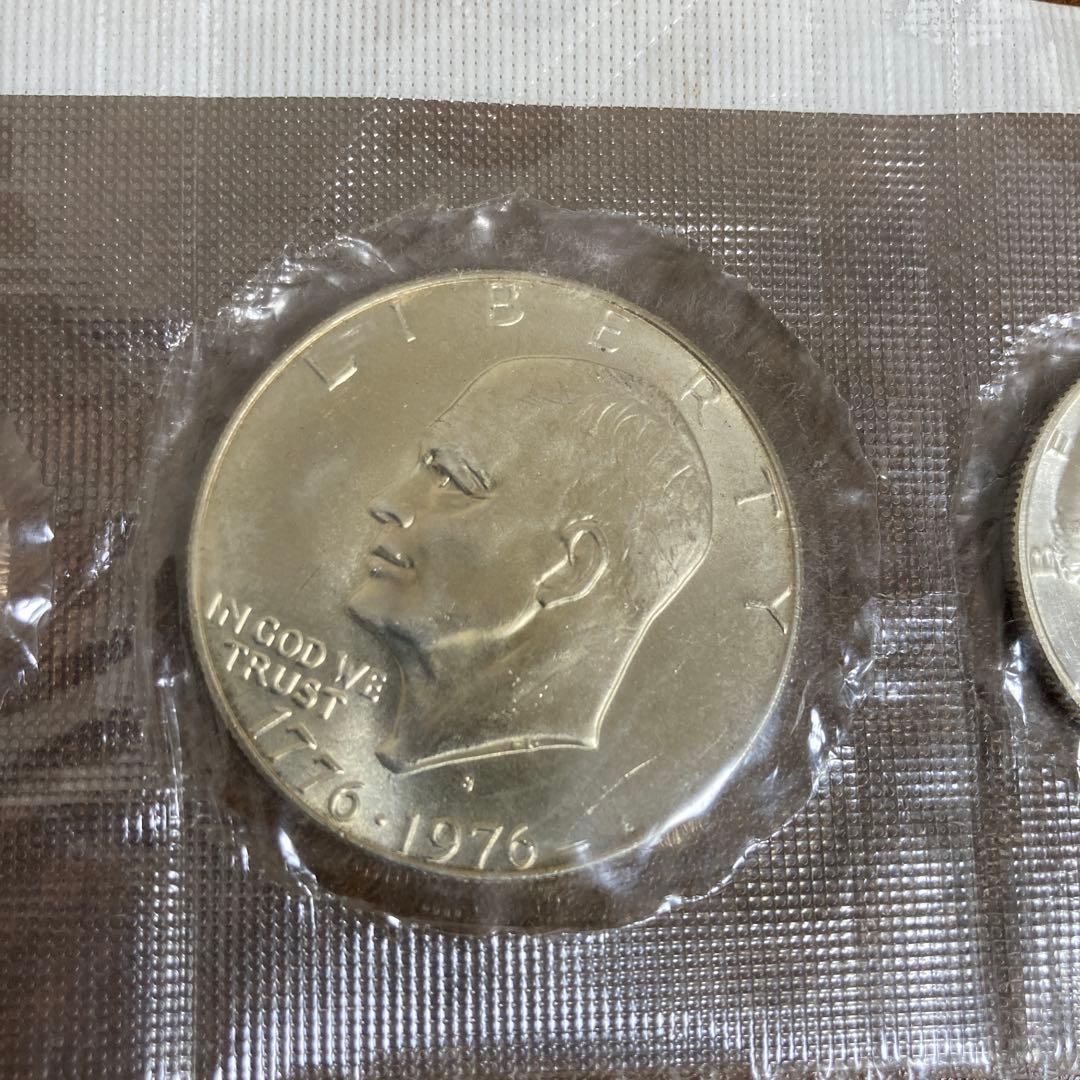 LIBERTY
IN GOD WE
TRUST
1776·1976
S
B E